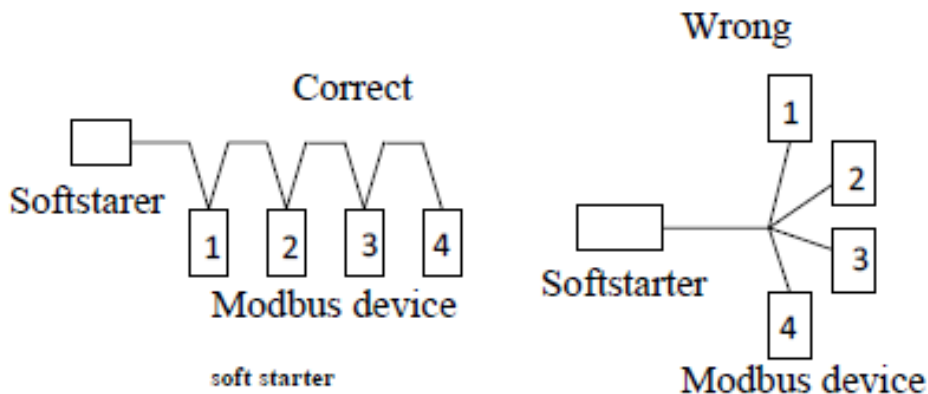 Correct
Softstarer
1 2 3 4
Modbus device
soft starter
Wrong
1
2
3
4
Softstarter
Modbus device